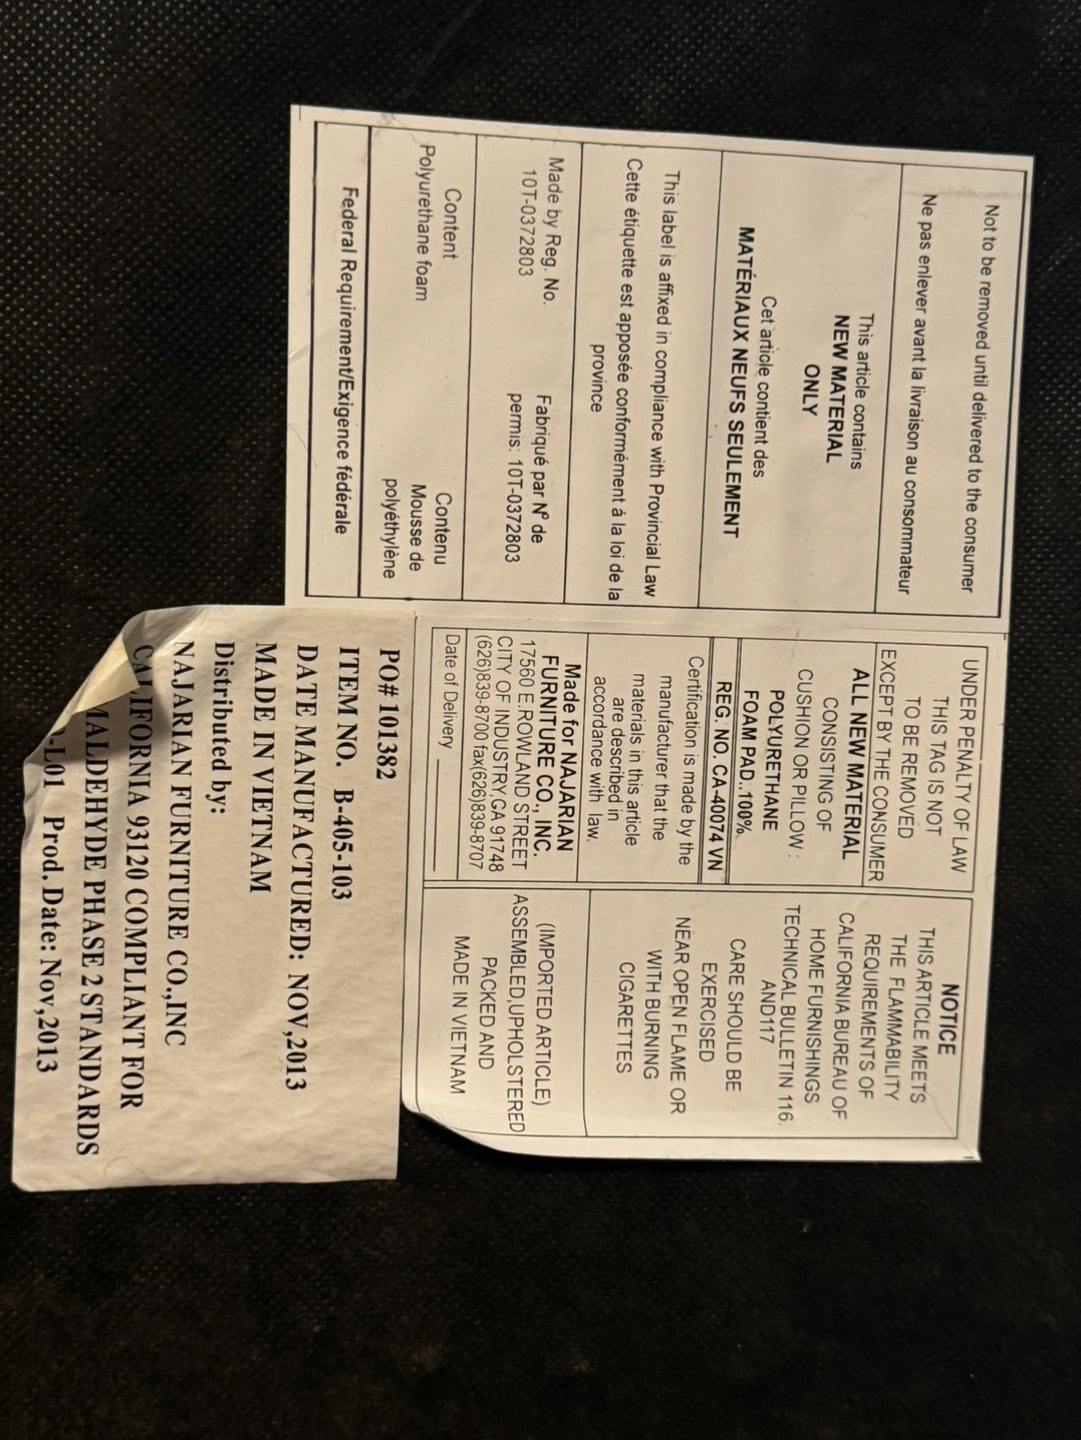 Not to be removed until delivered to the consumer
Ne pas enlever avant la livraison au consommateur
This article contains
NEW MATERIAL
ONLY
Cet article contient des
MATÉRIAUX NEUFS SEULEMENT
This label is affixed in compliance with Provincial Law
Cette étiquette est apposée conformément á la loi de la
province
Made by Reg. No.
10T-0372803
Fabriqué par Nº de
permis: 10T-0372803
Content
Polyurethane foam
Contenu
Mousse de
polyéthylène
Federal Requirement/Exigence fédérale
UNDER PENALTY OF LAW
THIS TAG IS NOT
TO BE REMOVED
EXCEPT BY THE CONSUMER
ALL NEW MATERIAL
CONSISTING OF
CUSHION OR PILLOW :
POLYURETHANE
FOAM PAD..100%
REG. NO. CA-40074 VN
Certification is made by the
manufacturer that the
materials in this article
are described in
accordance with law.
Made for NAJARIAN
FURNITURE CO., INC.
17560 E.ROWLAND STREET
CITY OF INDUSTRY,CA 91748
(626)839-8700 fax(626)839-8707
Date of Delivery
NOTICE
THIS ARTICLE MEETS
THE FLAMMABILITY
REQUIREMENTS OF
CALIFORNIA BUREAU OF
HOME FURNISHINGS
TECHNICAL BULLETIN 116.
AND117
CARE SHOULD BE
EXERCISED
NEAR OPEN FLAME OR
WITH BURNING
CIGARETTES
(IMPORTED ARTICLE)
ASSEMBLED,UPHOLSTERED
PACKED AND
MADE IN VIETNAM
PO# 101382
ITEM NO. B-405-103
DATE MANUFACTURED: NOV,2013
MADE IN VIETNAM
Distributed by:
NAJARIAN FURNITURE CO.,INC
CALIFORNIA 93120 COMPLIANT FOR
MALDEHYDE PHASE 2 STANDARDS
-L01 Prod. Date: Nov,2013